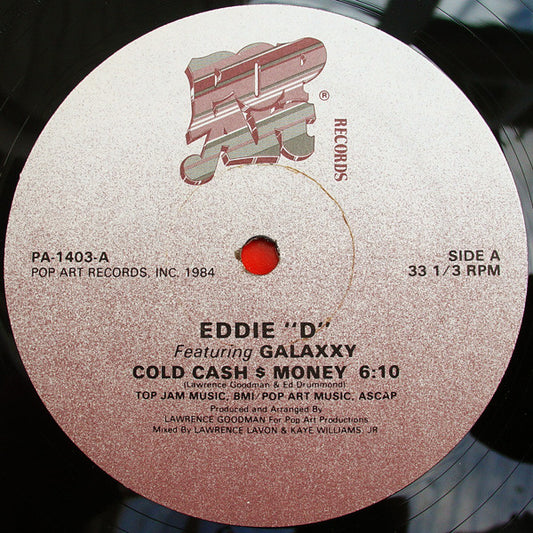 POP
ART
®
RECORDS
PA-1403-A
POP ART RECORDS, INC. 1984
SIDE A
33 1/3 RPM
EDDIE "D"
Featuring GALAXXY
COLD CASH $ MONEY 6:10
(Lawrence Goodman & Ed Drummond)
TOP JAM MUSIC, BMI/POP ART MUSIC, ASCAP
Produced and Arranged By
LAWRENCE GOODMAN For Pop Art Productions
Mixed By LAWRENCE LAVON & KAYE WILLIAMS, JR